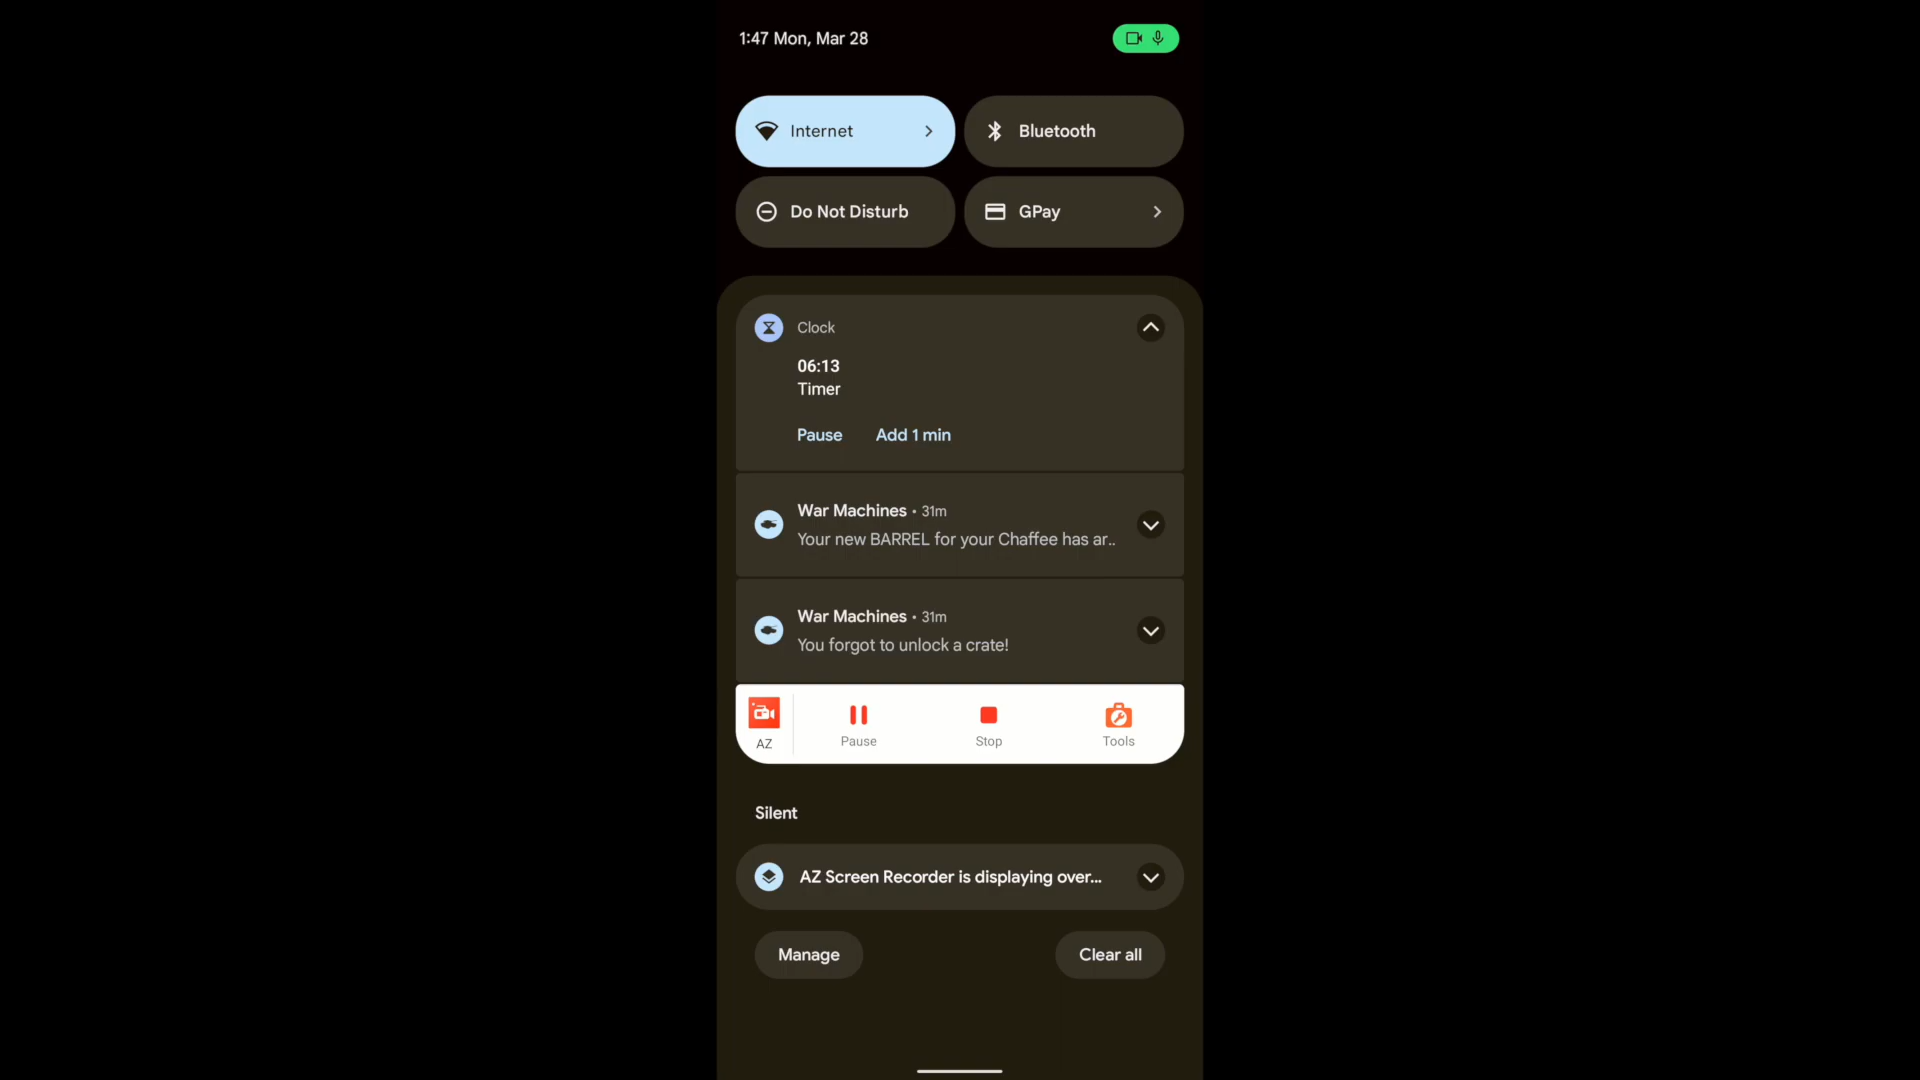 1:47 Mon, Mar 28
Internet
Bluetooth
Do Not Disturb
GPay
Clock
06:13
Timer
Pause Add 1 min
War Machines • 31m
Your new BARREL for your Chaffee has ar..
War Machines • 31m
You forgot to unlock a crate!
AZ
Pause
Stop
Tools
Silent
AZ Screen Recorder is displaying over...
Manage
Clear all